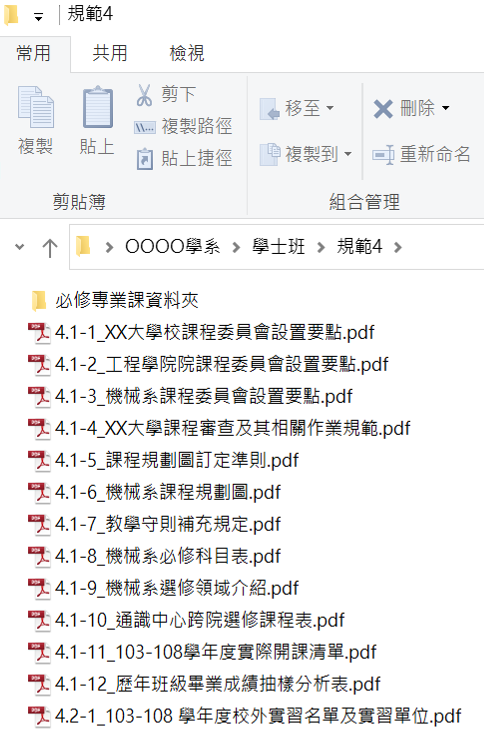 規範4
常用 共用 檢視
複製
貼上
剪下
複製路徑
貼上捷徑
剪貼簿
移至
複製到
刪除
重新命名
組合管理
OOOO學系 > 學士班 > 規範4 >
必修專業課資料夾
4.1-1_XX大學校課程委員會設置要點.pdf
4.1-2_工程學院院課程委員會設置要點.pdf
4.1-3_機械系課程委員會設置要點.pdf
4.1-4_XX大學課程審查及其相關作業規範.pdf
4.1-5_課程規劃圖訂定準則.pdf
4.1-6_機械系課程規劃圖.pdf
4.1-7_教學守則補充規定.pdf
4.1-8_機械系必修科目表.pdf
4.1-9_機械系選修領域介紹.pdf
4.1-10_通識中心跨院選修課程表.pdf
4.1-11_103-108學年度實際開課清單.pdf
4.1-12_歷年班級畢業成績抽樣分析表.pdf
4.2-1_103-108 學年度校外實習名單及實習單位.pdf